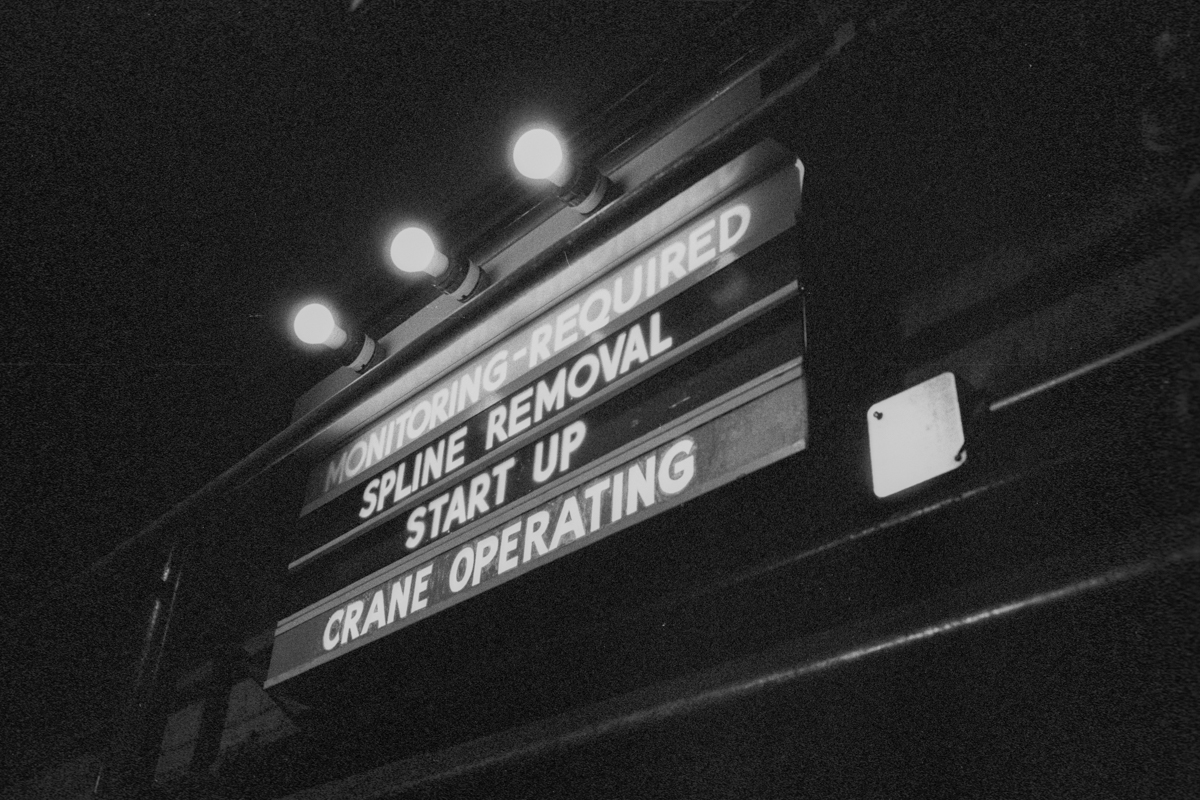 MONITORING-REQUIRED
SPLINE REMOVAL
START UP
CRANE OPERATING